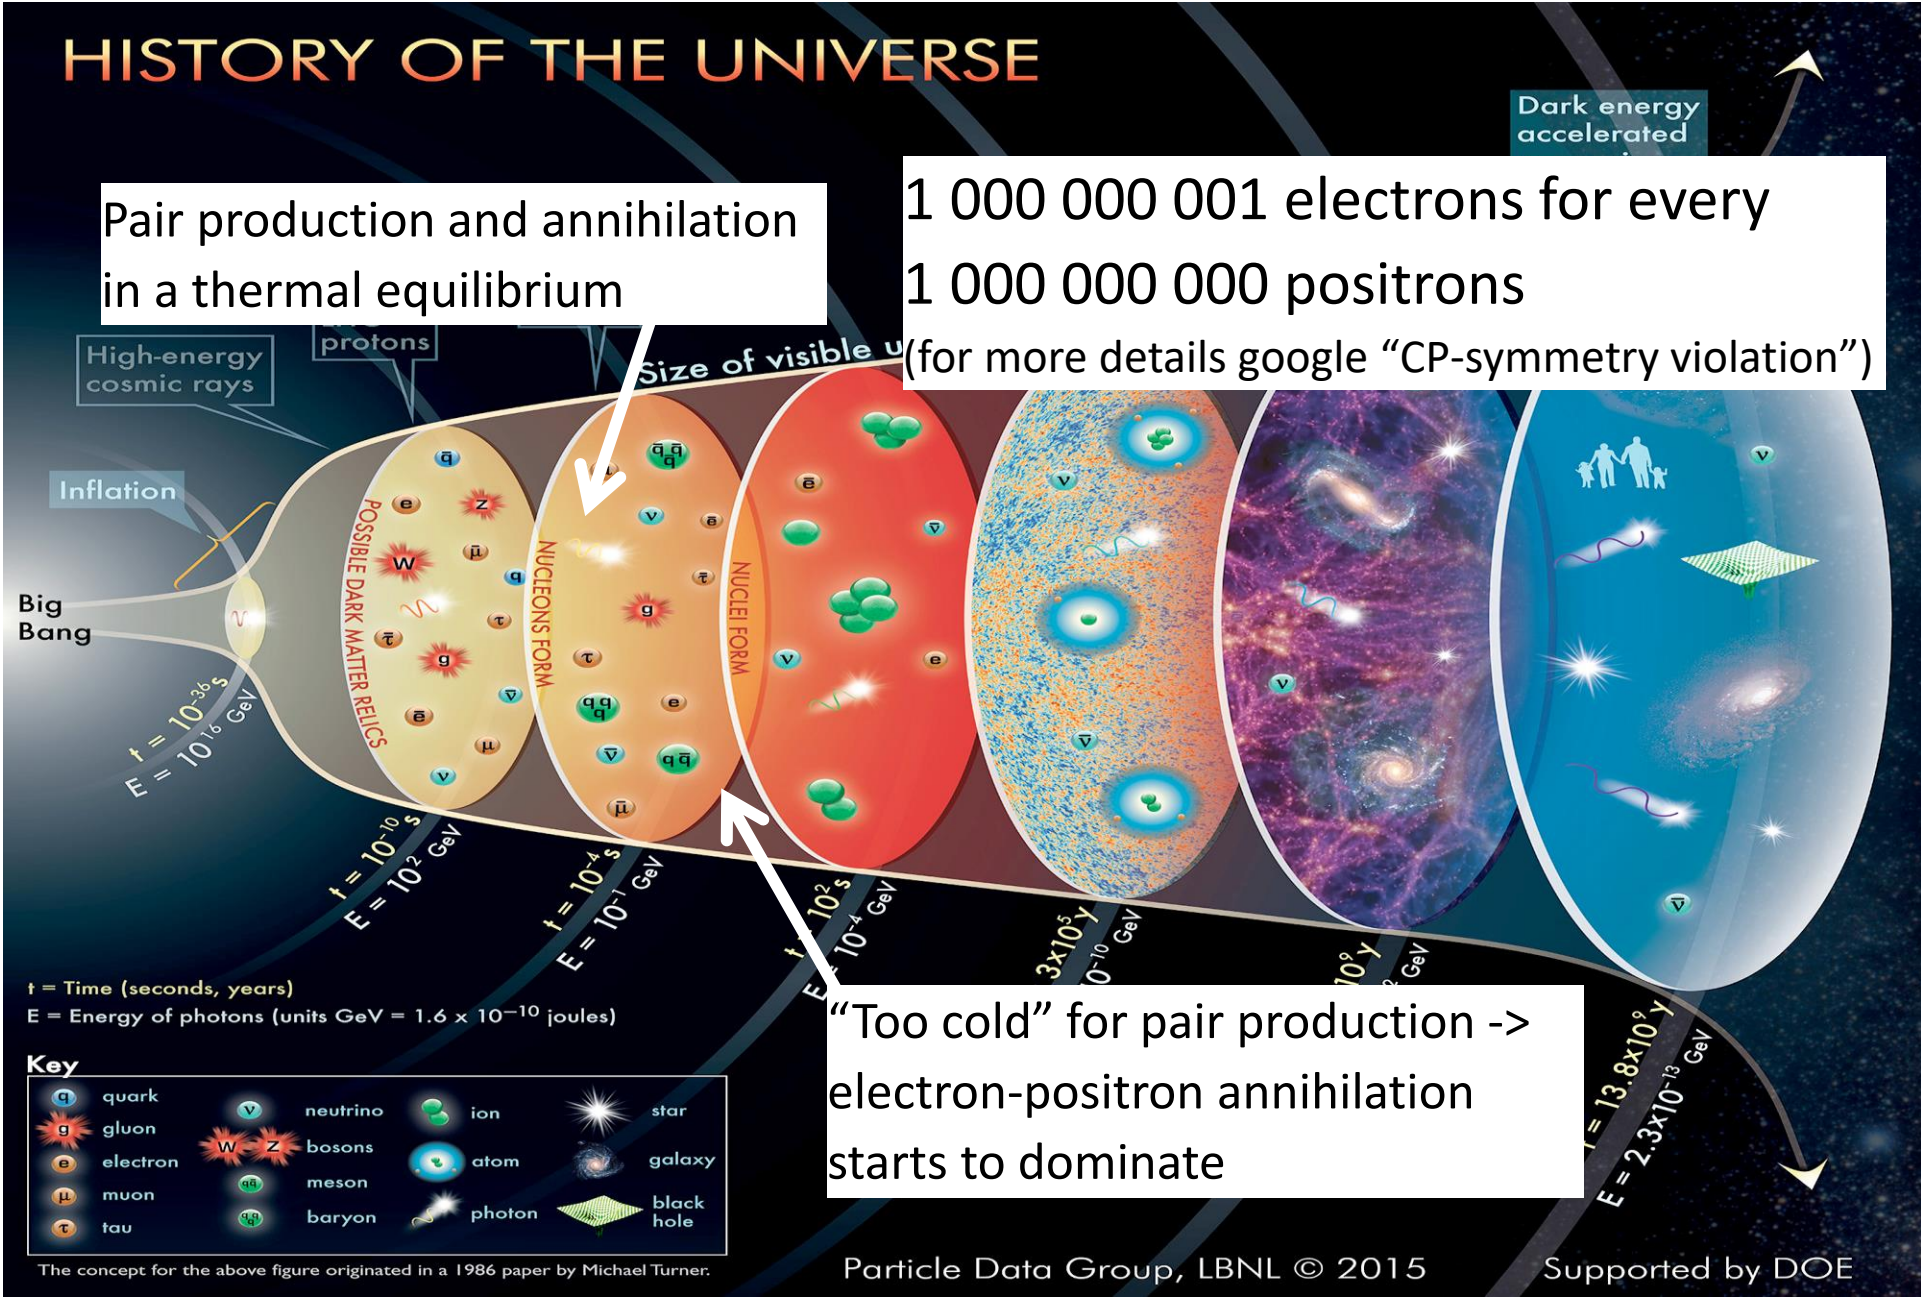 HISTORY OF THE UNIVERSE
Dark energy
accelerated
Pair production and annihilation
in a thermal equilibrium
1 000 000 001 electrons for every
1 000 000 000 positrons
(for more details google “CP-symmetry violation”)
protons
High-energy
cosmic rays
Size of visible u
Inflation
Big
Bang
POSSIBLE DARK MATTER RELICS
NUCLEONS FORM
NUCLEI FORM
q̄
e
z
W
μ̄
q
τ
τ̄
g
ν̄
ē
μ
ν
q̄q̄
q̄
ν
ē
τ̄
g
τ
e
qq
q
ν̄
qq̄
μ̄
ē
ν̄
ν
e
ν
ν̄
ν
ν
ν̄
t = 10⁻³⁶ s
E = 10¹⁶ GeV
t = 10⁻¹⁰ s
E = 10² GeV
t = 10⁻⁴ s
E = 10⁻¹ GeV
t 10² s
E = 10⁻⁴ GeV
3x10⁵ y
10⁻¹⁰ GeV
10⁹ y
GeV
= 13.8x10⁹ y
E = 2.3x10⁻¹³ GeV
“Too cold” for pair production ->
electron-positron annihilation
starts to dominate
t = Time (seconds, years)
E = Energy of photons (units GeV = 1.6 x 10⁻¹⁰ joules)
Key
q quark
g gluon
e electron
μ muon
τ tau
ν neutrino
W Z bosons
qq̄ meson
qq
q baryon
ion
atom
photon
star
galaxy
black
hole
The concept for the above figure originated in a 1986 paper by Michael Turner.
Particle Data Group, LBNL © 2015
Supported by DOE